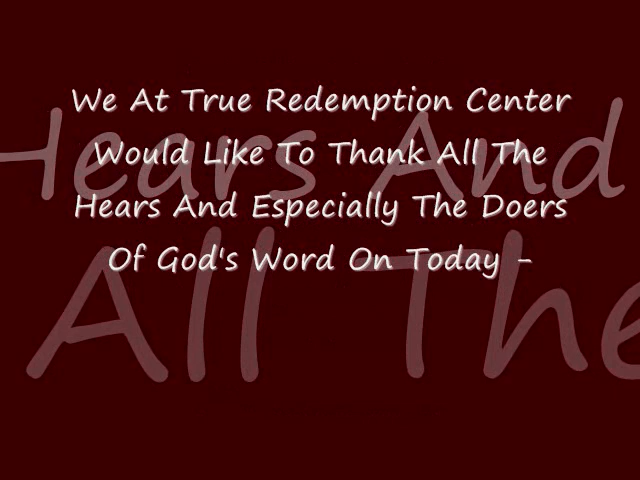 We At True Redemption Center
Would Like To Thank All The
Hears And Especially The Doers
Of God's Word On Today -
Hears And
All The